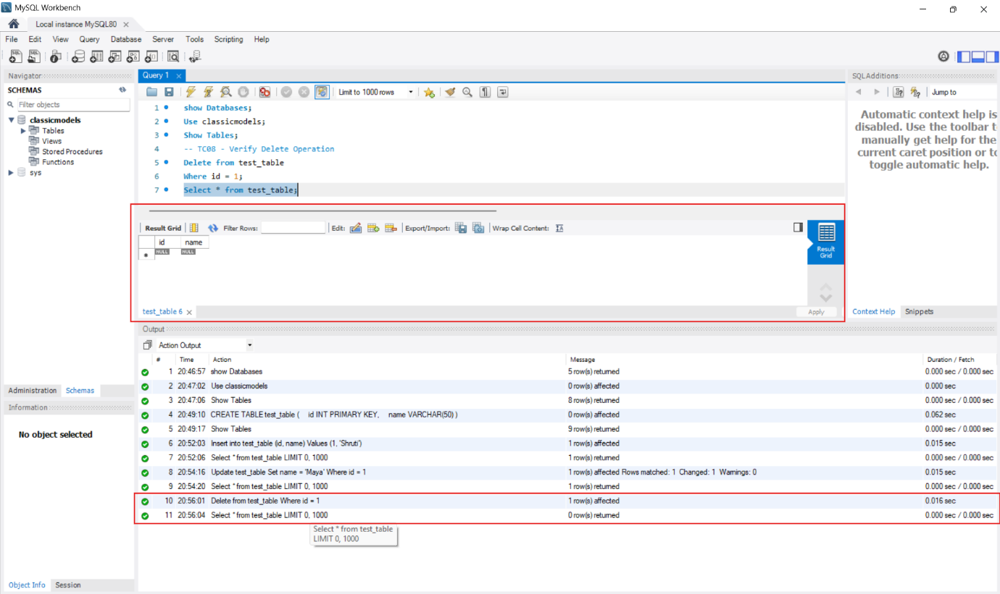 MySQL Workbench
Local instance MySQL80
File Edit View Query Database Server Tools Scripting Help
Navigator
SCHEMAS
Filter objects
classicmodels
Tables
Views
Stored Procedures
Functions
sys
Administration Schemas
Information
No object selected
Object Info Session
Query 1
Limit to 1000 rows
1 show Databases;
2 Use classicmodels;
3 Show Tables;
4 -- TC08 - Verify Delete Operation
5 Delete from test_table
6 Where id = 1;
7 Select * from test_table;
Result Grid Filter Rows: Edit: Export/Import: Wrap Cell Content:
id name
NULL NULL
Result
Grid
test_table 6
Apply
SQLAdditions
Jump to
Automatic context help is
disabled. Use the toolbar t
manually get help for the
current caret position or to
toggle automatic help.
Context Help Snippets
Output
Action Output
# Time Action Message Duration / Fetch
1 20:46:57 show Databases 5 row(s) returned 0.000 sec / 0.000 sec
2 20:47:02 Use classicmodels 0 row(s) affected 0.000 sec
3 20:47:06 Show Tables 8 row(s) returned 0.000 sec / 0.000 sec
4 20:49:10 CREATE TABLE test_table ( id INT PRIMARY KEY, name VARCHAR(50) ) 0 row(s) affected 0.062 sec
5 20:49:17 Show Tables 9 row(s) returned 0.000 sec / 0.000 sec
6 20:52:03 Insert into test_table (id, name) Values (1, 'Shruti') 1 row(s) affected 0.015 sec
7 20:52:06 Select * from test_table LIMIT 0, 1000 1 row(s) returned 0.000 sec / 0.000 sec
8 20:54:16 Update test_table Set name = 'Maya' Where id = 1 1 row(s) affected Rows matched: 1 Changed: 1 Warnings: 0 0.015 sec
9 20:54:20 Select * from test_table LIMIT 0, 1000 1 row(s) returned 0.000 sec / 0.000 sec
10 20:56:01 Delete from test_table Where id = 1 1 row(s) affected 0.016 sec
11 20:56:04 Select * from test_table LIMIT 0, 1000 0 row(s) returned 0.000 sec / 0.000 sec
Select * from test_table
LIMIT 0, 1000